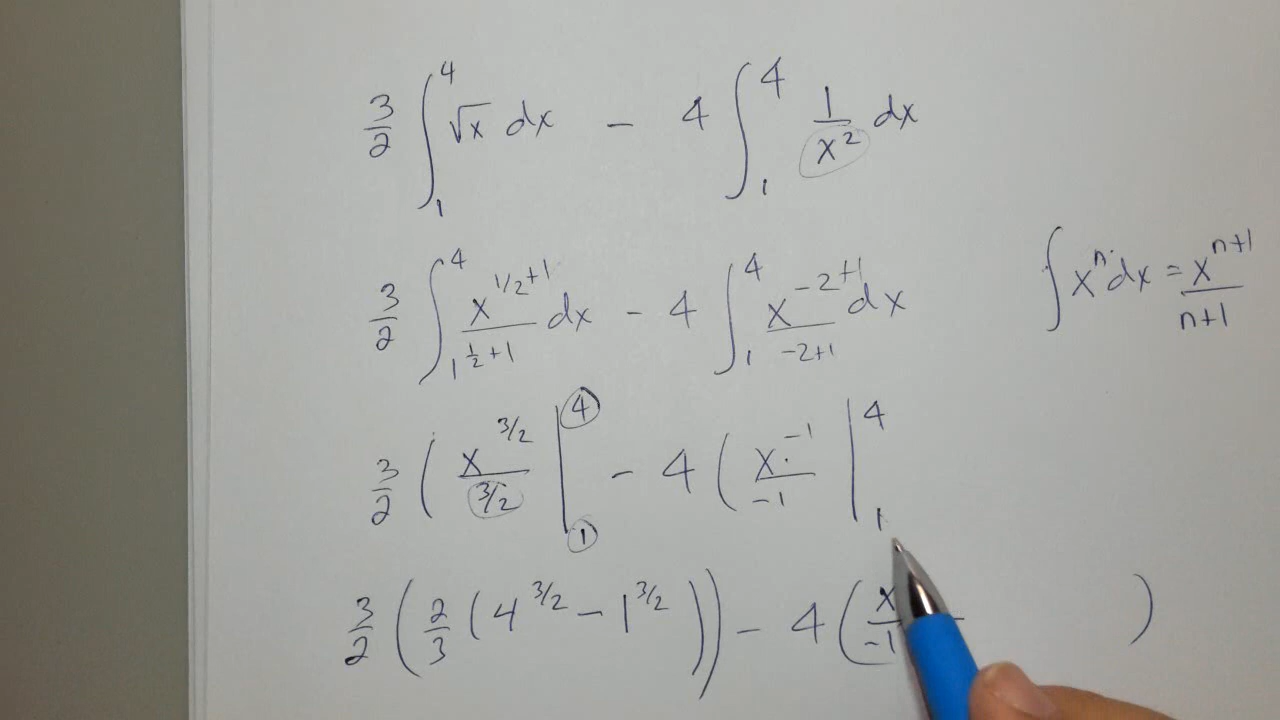 3/2 ∫₁⁴ √x dx − 4 ∫₁⁴ 1/x² dx
3/2 ∫₁⁴ x^(1/2+1)/(1/2+1) dx − 4 ∫₁⁴ x^(−2+1)/(−2+1) dx
∫ xⁿ dx = x^(n+1)/(n+1)
3/2 ( x^(3/2)/(3/2) |₁⁴ − 4 ( x^(−1)/(−1) |₁⁴
3/2 ( 2/3 ( 4^(3/2) − 1^(3/2) )) − 4 ( x/−1 )